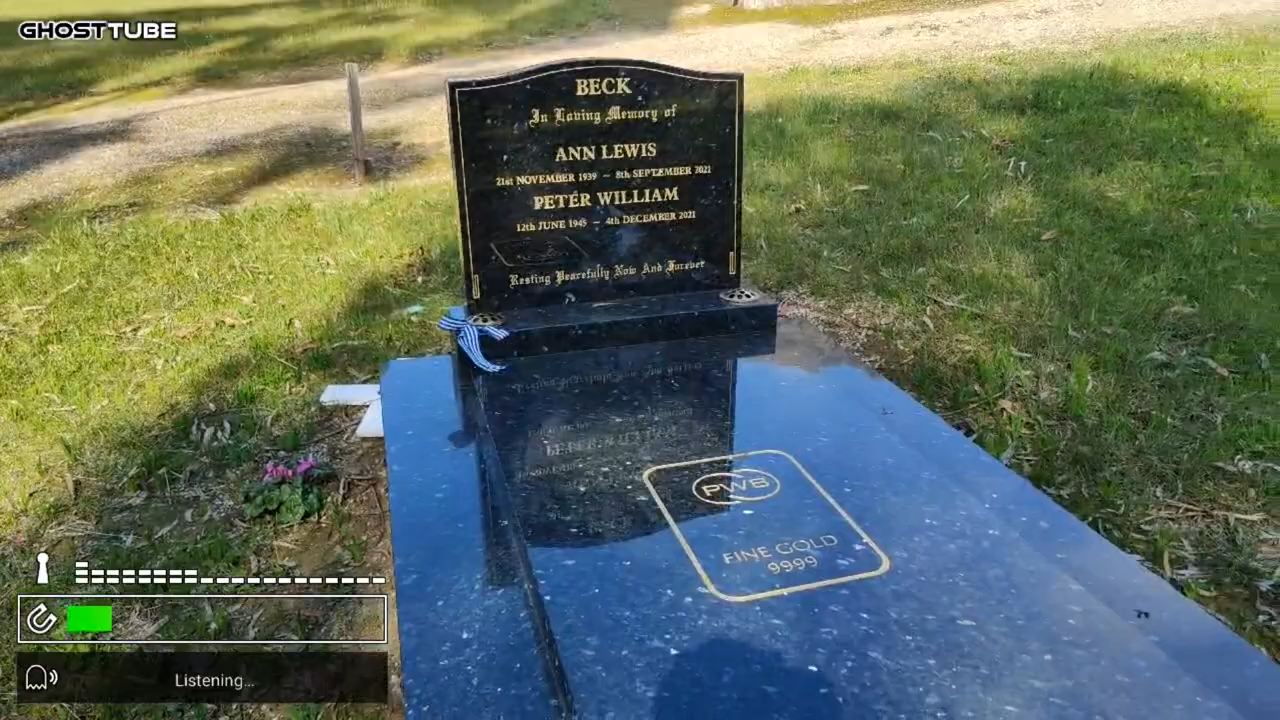 GHOSTTUBE
BECK
In Loving Memory of
ANN LEWIS
21st NOVEMBER 1939 ~ 8th SEPTEMBER 2021
PETER WILLIAM
12th JUNE 1945 ~ 4th DECEMBER 2021
Resting Peacefully Now And Forever
PWB
FINE GOLD
9999
Listening...